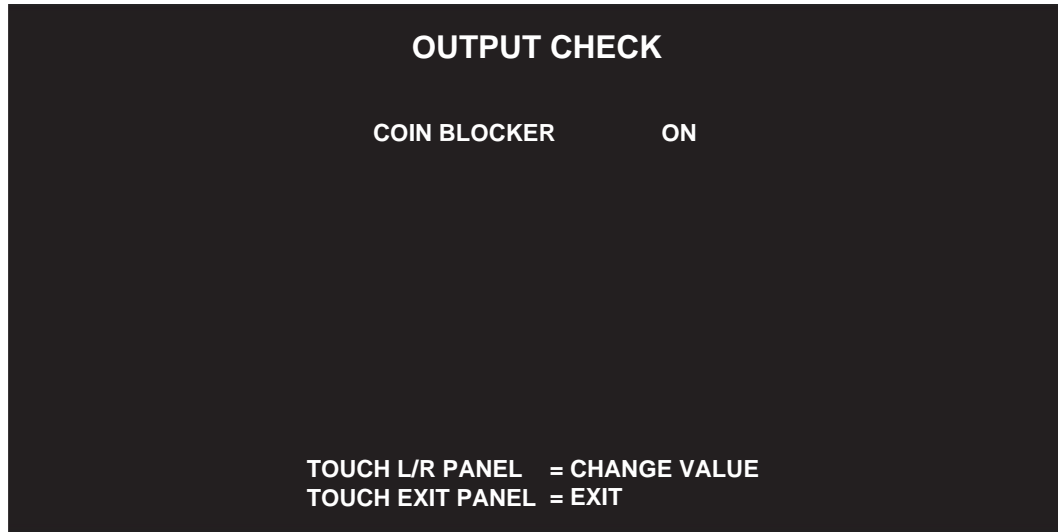 OUTPUT CHECK
COIN BLOCKER ON
TOUCH L/R PANEL = CHANGE VALUE
TOUCH EXIT PANEL = EXIT